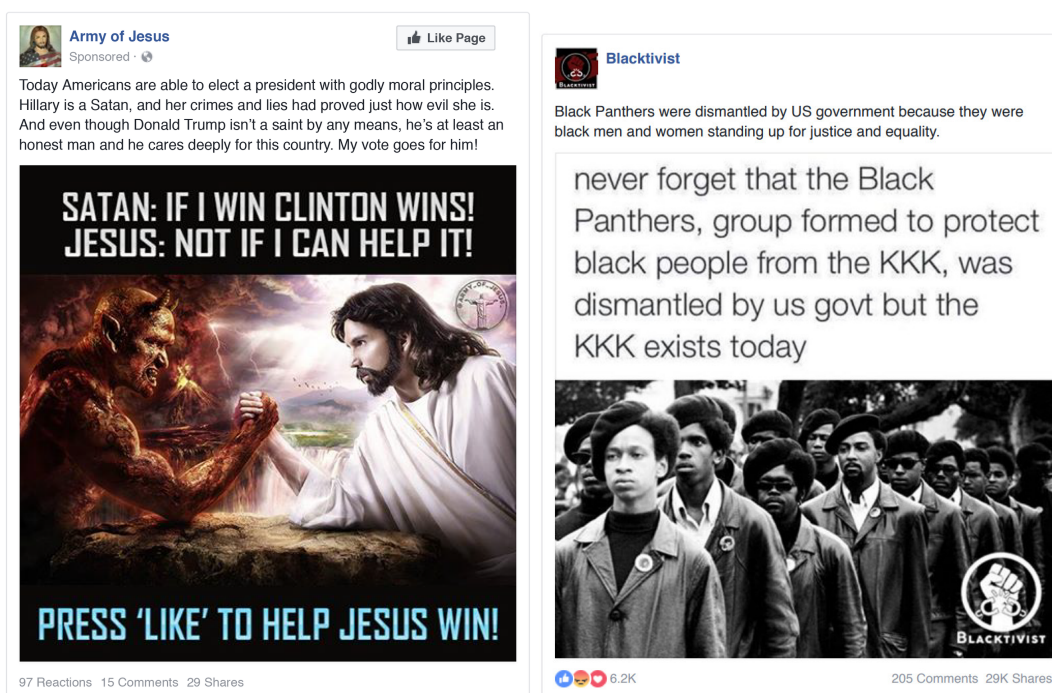 Army of Jesus
Like Page
Sponsored ·
Today Americans are able to elect a president with godly moral principles.
Hillary is a Satan, and her crimes and lies had proved just how evil she is.
And even though Donald Trump isn't a saint by any means, he's at least an
honest man and he cares deeply for this country. My vote goes for him!
SATAN: IF I WIN CLINTON WINS!
JESUS: NOT IF I CAN HELP IT!
ARMY OF JESUS
PRESS 'LIKE' TO HELP JESUS WIN!
97 Reactions 15 Comments 29 Shares
Blacktivist
BLACKTIVIST
Black Panthers were dismantled by US government because they were
black men and women standing up for justice and equality.
never forget that the Black
Panthers, group formed to protect
black people from the KKK, was
dismantled by us govt but the
KKK exists today
BLACKTIVIST
6.2K
205 Comments 29K Shares